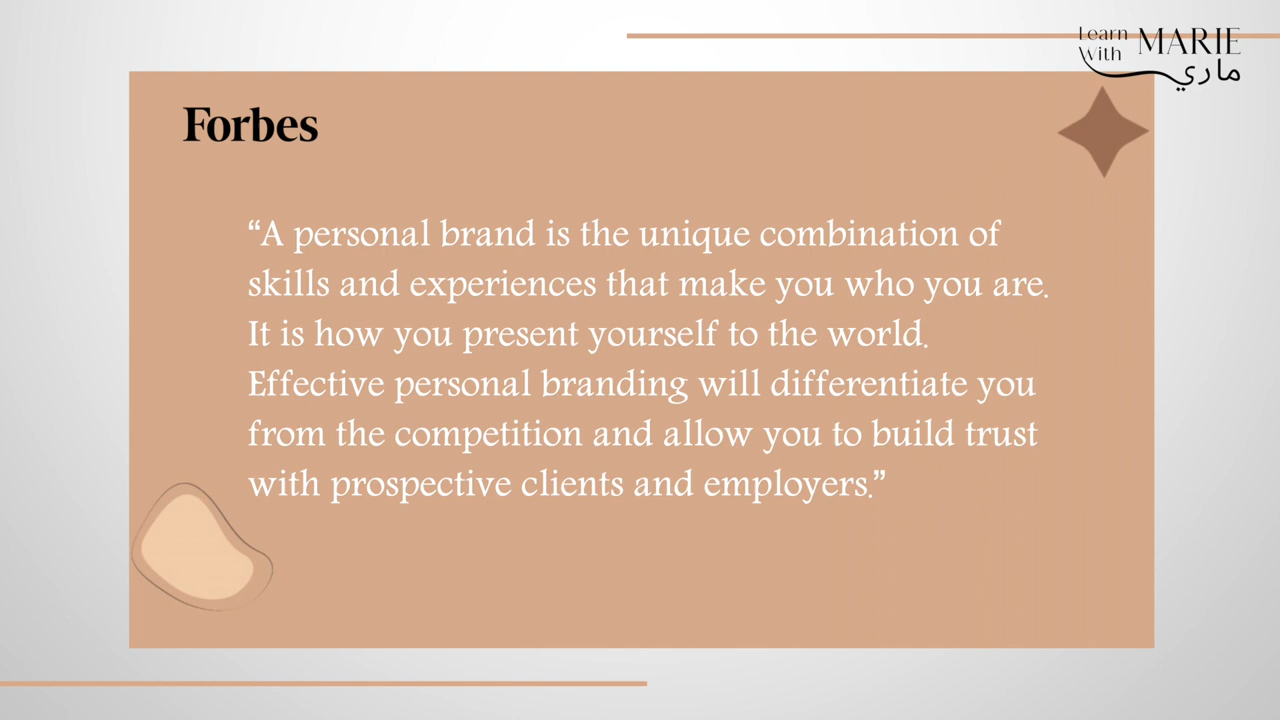 Learn With MARIE
ماري
Forbes
“A personal brand is the unique combination of
skills and experiences that make you who you are.
It is how you present yourself to the world.
Effective personal branding will differentiate you
from the competition and allow you to build trust
with prospective clients and employers.”